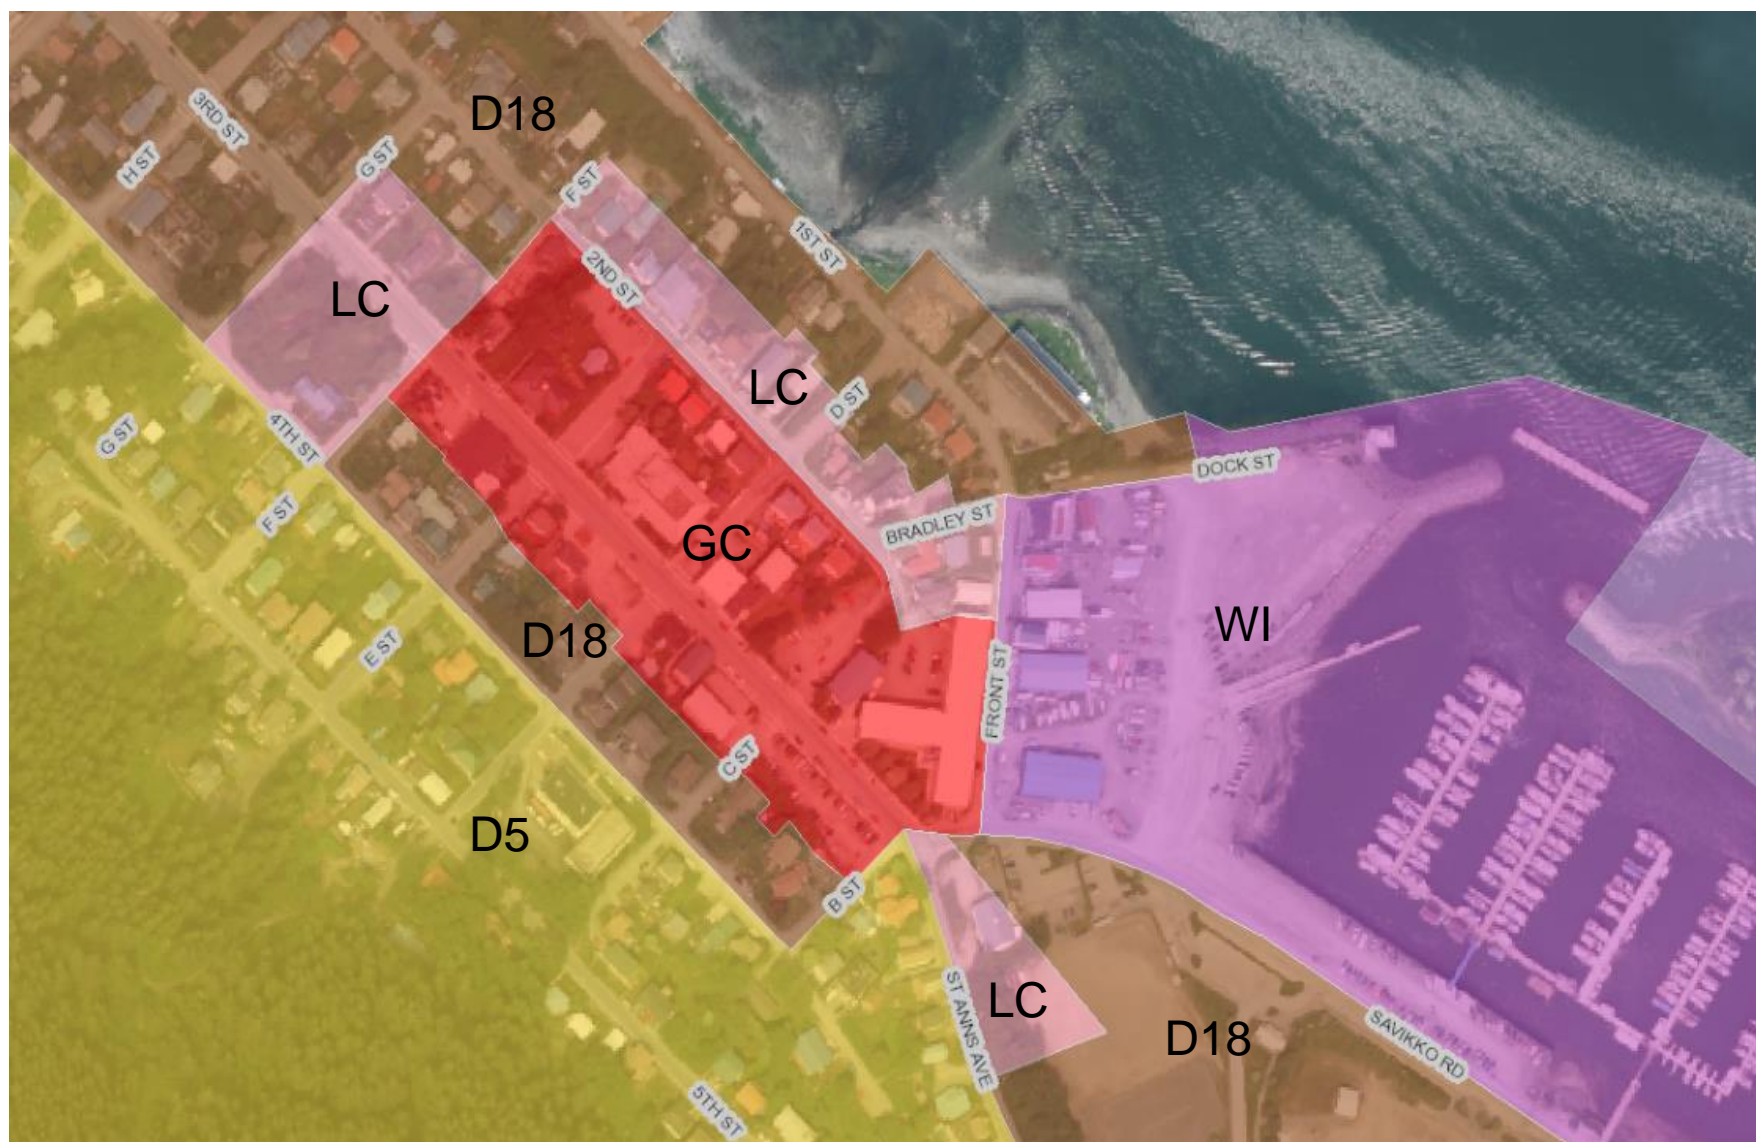 D18
3RD ST
G ST
H ST
F ST
1ST ST
2ND ST
LC
LC
D ST
4TH ST
G ST
DOCK ST
F ST
BRADLEY ST
GC
WI
D18
E ST
FRONT ST
C ST
D5
B ST
LC
ST ANNS AVE
D18
SAVIKKO RD
5TH ST